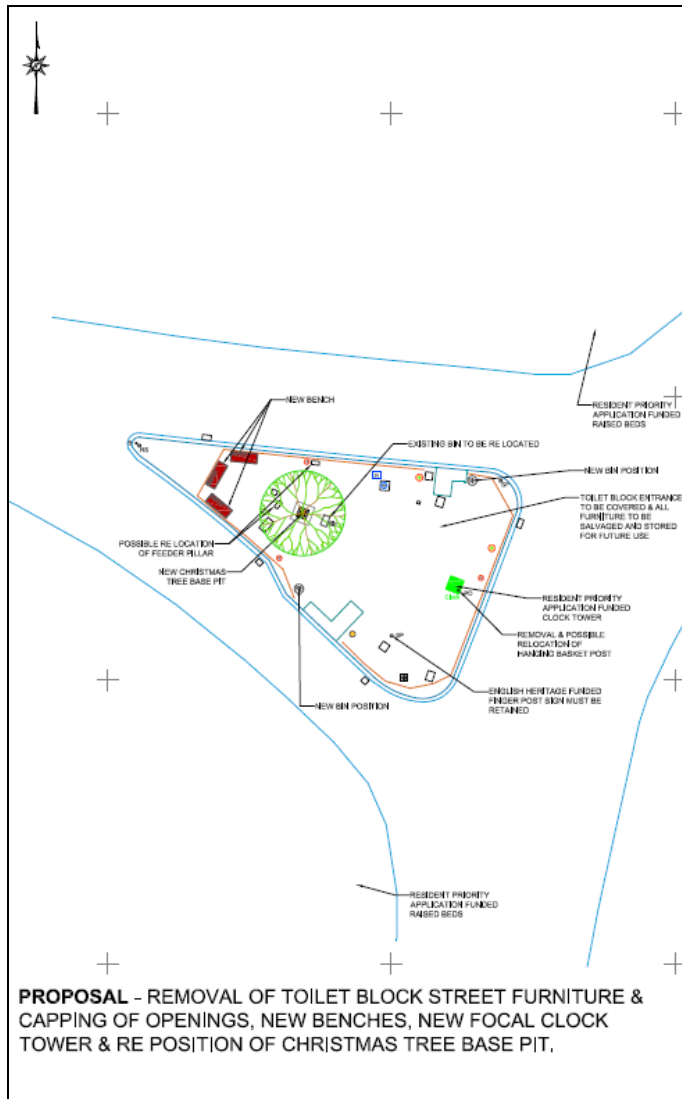 RESIDENT PRIORITY
APPLICATION FUNDED
RAISED BEDS
NEW BENCH
EXISTING BIN TO BE RE LOCATED
NEW BIN POSITION
TOILET BLOCK ENTRANCE
TO BE COVERED & ALL
FURNITURE TO BE
SALVAGED AND STORED
FOR FUTURE USE
POSSIBLE RE LOCATION
OF FEEDER PILLAR
NEW CHRISTMAS
TREE BASE PIT
RESIDENT PRIORITY
APPLICATION FUNDED
CLOCK TOWER
REMOVAL & POSSIBLE
RELOCATION OF
HANGING BASKET POST
ENGLISH HERITAGE FUNDED
FINGER POST SIGN MUST BE
RETAINED
NEW BIN POSITION
RESIDENT PRIORITY
APPLICATION FUNDED
RAISED BEDS
PROPOSAL - REMOVAL OF TOILET BLOCK STREET FURNITURE &
CAPPING OF OPENINGS, NEW BENCHES, NEW FOCAL CLOCK
TOWER & RE POSITION OF CHRISTMAS TREE BASE PIT.